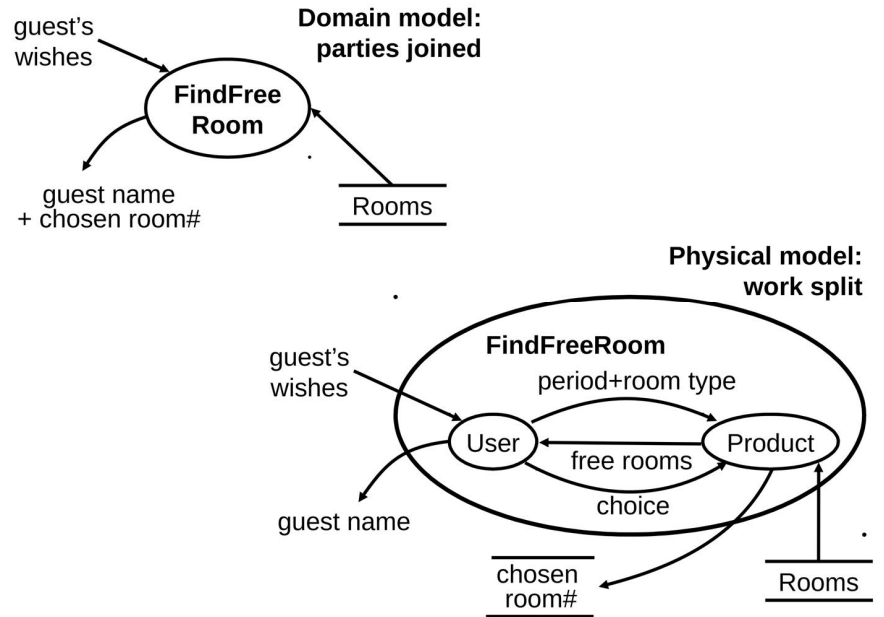 Domain model:
parties joined
guest's
wishes
FindFree
Room
guest name
+ chosen room#
Rooms
Physical model:
work split
FindFreeRoom
guest's
wishes
period+room type
User
Product
free rooms
choice
guest name
chosen
room#
Rooms